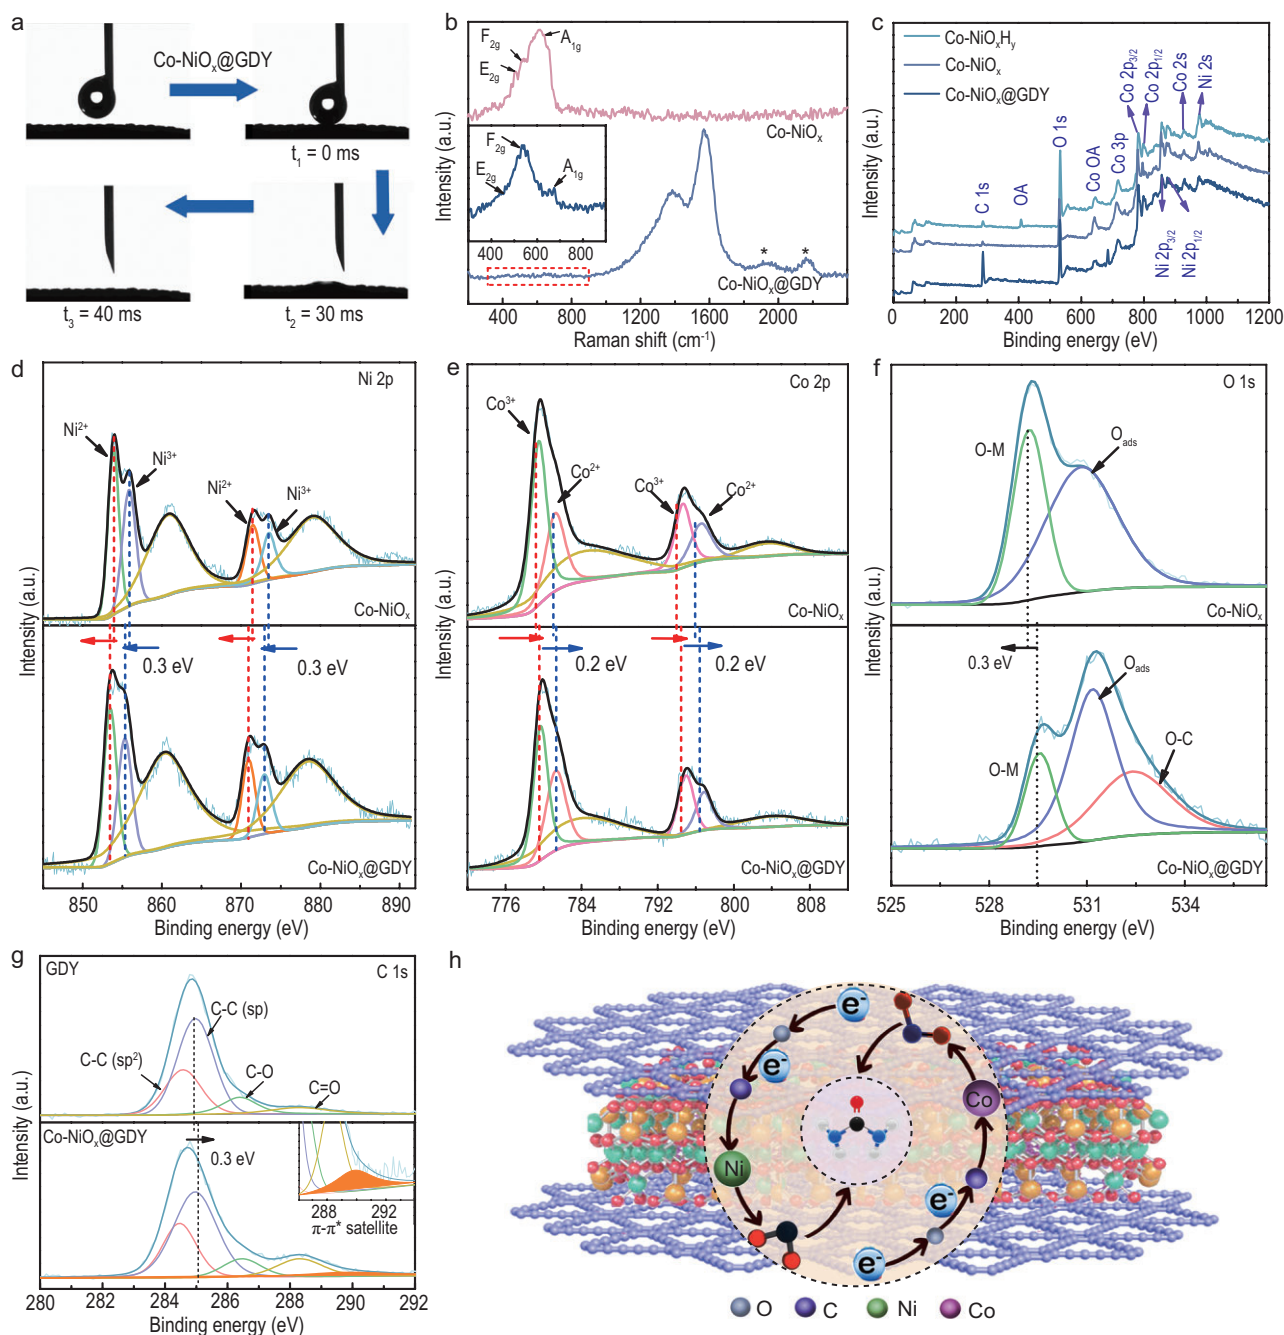 a
Co-NiOₓ@GDY
t₁ = 0 ms
t₃ = 40 ms
t₂ = 30 ms
b
F₂g
A₁g
E₂g
Co-NiOₓ
F₂g
E₂g
A₁g
300 600 900
* *
Co-NiOₓ@GDY
400 800 1200 1600 2000
Raman shift (cm⁻¹)
Intensity (a.u.)
c
Co-NiOₓHᵧ
Co-NiOₓ
Co-NiOₓ@GDY
C 1s
OA
O 1s
Co OA
Co 3p
Co 2p₃/₂
Co 2p₁/₂
Co 2s
Ni 2s
Ni 2p₃/₂
Ni 2p₁/₂
0 200 400 600 800 1000 1200
Binding energy (eV)
Intensity (a.u.)
d
Ni 2p
Ni²⁺
Ni³⁺
Ni²⁺
Ni³⁺
Co-NiOₓ
0.3 eV
0.3 eV
Co-NiOₓ@GDY
850 860 870 880 890
Binding energy (eV)
Intensity (a.u.)
e
Co 2p
Co³⁺
Co²⁺
Co³⁺
Co²⁺
Co-NiOₓ
0.2 eV
0.2 eV
Co-NiOₓ@GDY
776 784 792 800 808
Binding energy (eV)
Intensity (a.u.)
f
O 1s
O-M
O_ads
Co-NiOₓ
0.3 eV
O_ads
O-C
O-M
Co-NiOₓ@GDY
525 528 531 534
Binding energy (eV)
Intensity (a.u.)
g
GDY
C 1s
C-C (sp)
C-C (sp²)
C-O
C=O
Co-NiOₓ@GDY
0.3 eV
288 292
π-π* satellite
280 282 284 286 288 290 292
Binding energy (eV)
Intensity (a.u.)
h
e⁻
e⁻
Co
Ni
e⁻
e⁻
O C Ni Co